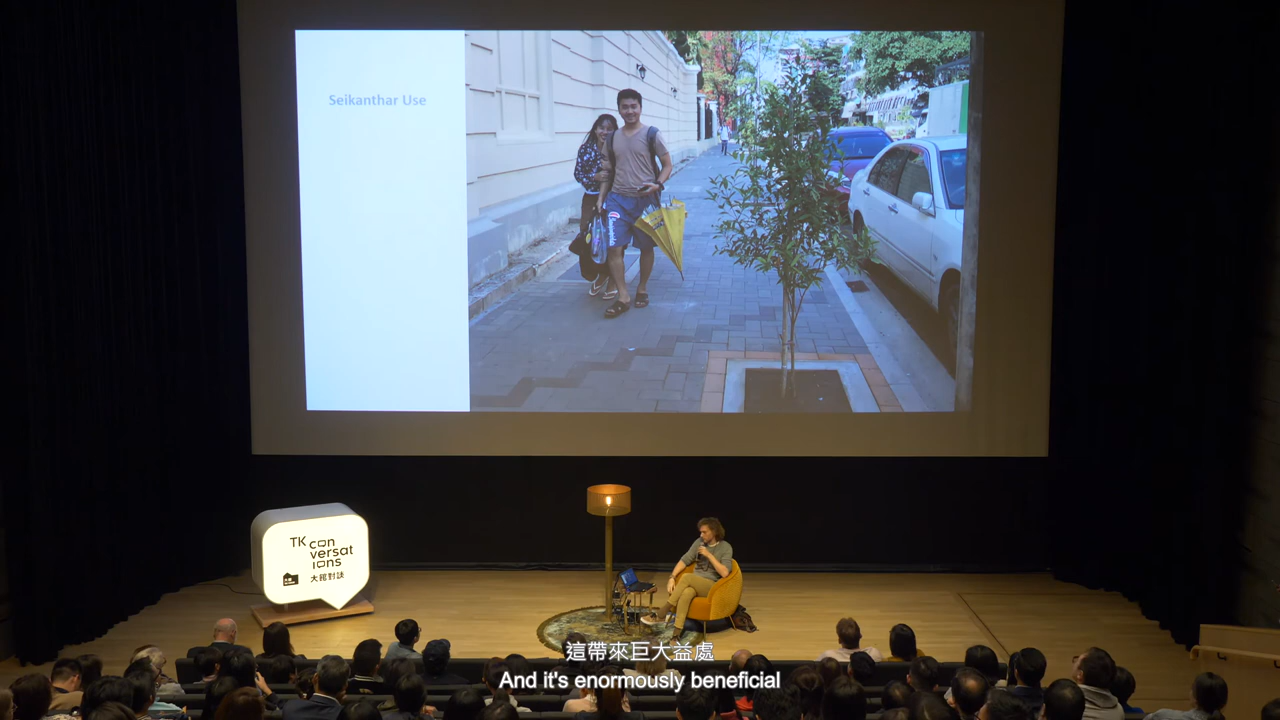 Seikanthar Use
TK con
versat
ions
大館對談
這帶來巨大益處
And it's enormously beneficial